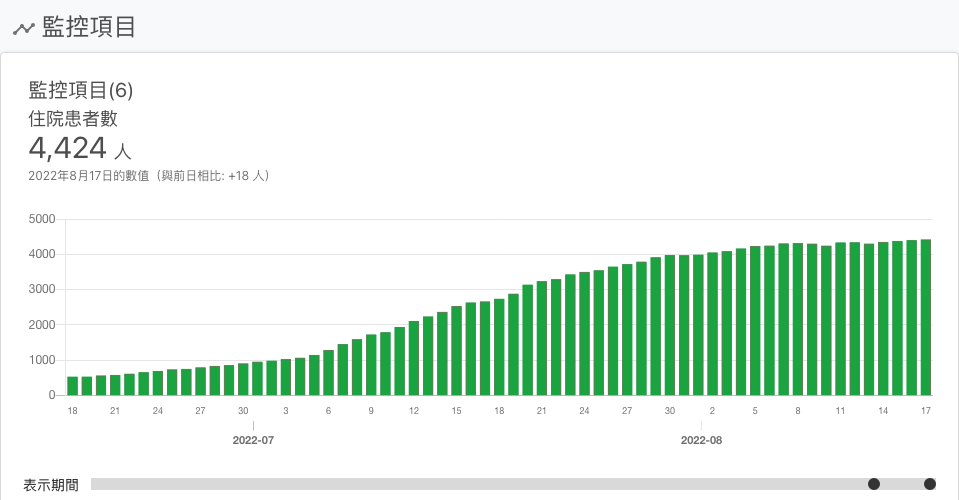 監控項目
監控項目(6)
住院患者數
4,424 人
2022年8月17日的數值（與前日相比: +18 人）
5000
4000
3000
2000
1000
0
18 21 24 27 30 3 6 9 12 15 18 21 24 27 30 2 5 8 11 14 17
2022-07 2022-08
表示期間